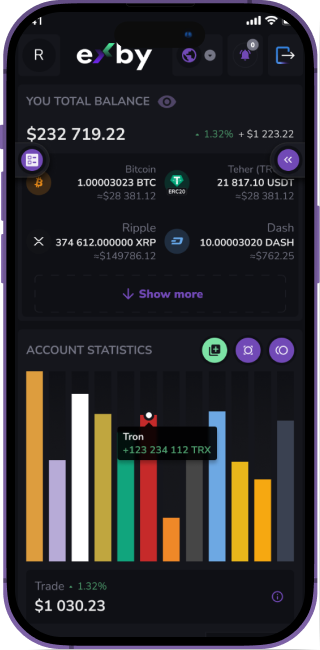 R
exby
0
YOU TOTAL BALANCE
$232 719.22
1.32% + $1 223.22
Bitcoin
1.00003023 BTC
≈$28 381.12
Teher (TR
21 817.10 USDT
≈$28 381.12
ERC20
Ripple
374 612.000000 XRP
≈$149786.12
Dash
10.00003020 DASH
≈$762.25
Show more
ACCOUNT STATISTICS
Tron
+123 234 112 TRX
Trade - 1.32%
$1 030.23